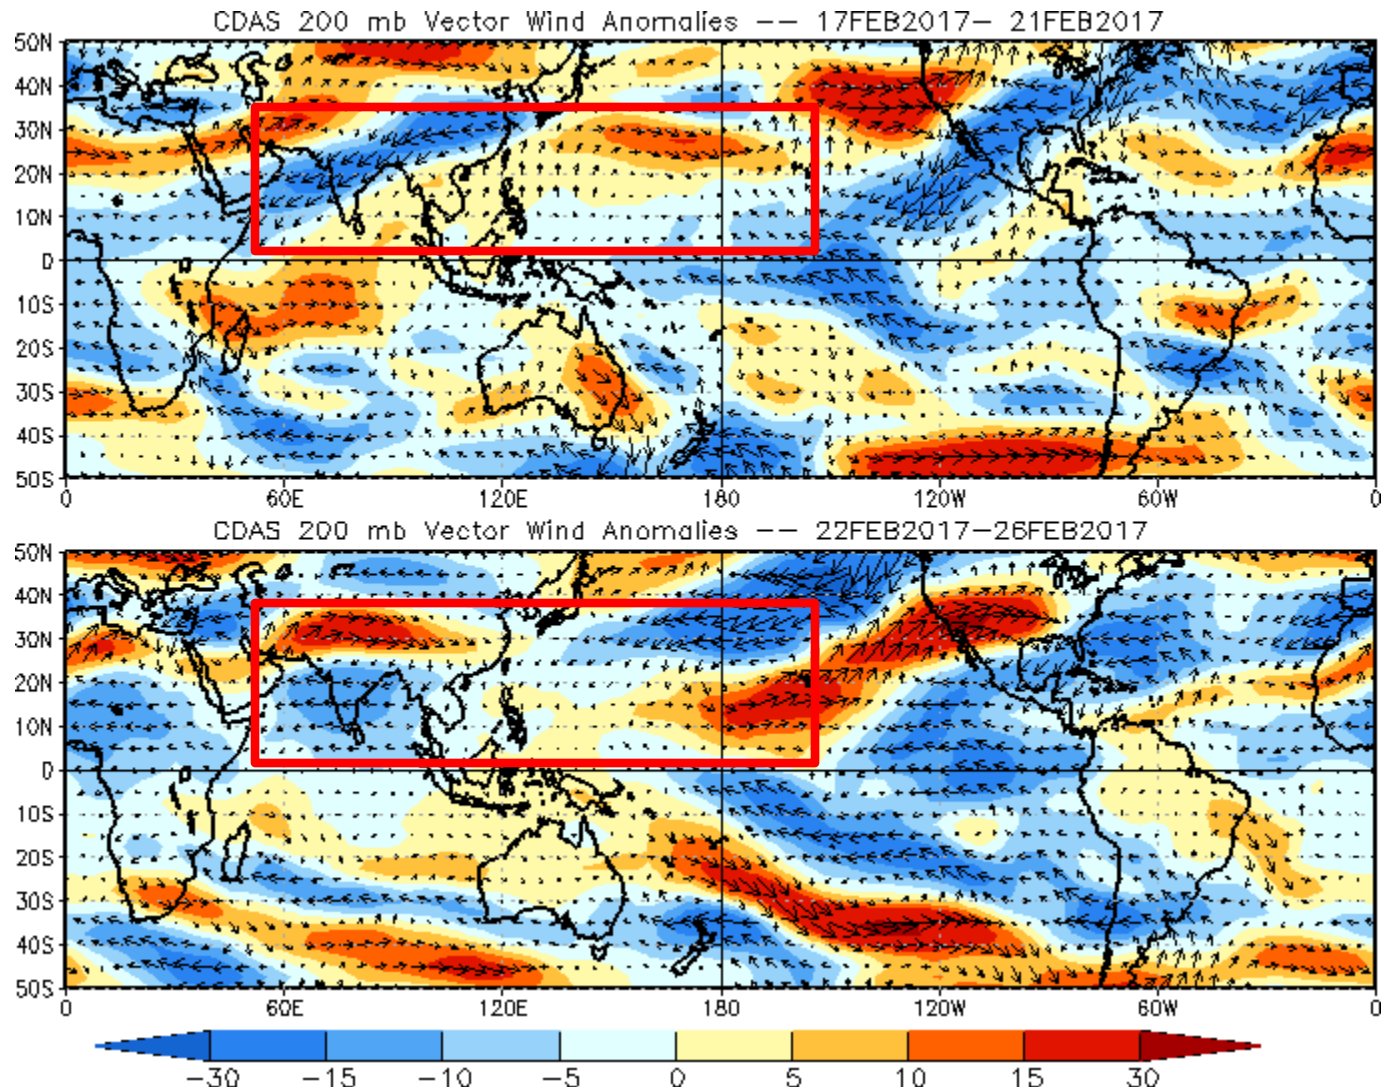 CDAS 200 mb Vector Wind Anomalies -- 17FEB2017- 21FEB2017
50N
40N
30N
20N
10N
0
10S
20S
30S
40S
50S
0 60E 120E 180 120W 60W 0
CDAS 200 mb Vector Wind Anomalies -- 22FEB2017-26FEB2017
50N
40N
30N
20N
10N
0
10S
20S
30S
40S
50S
0 60E 120E 180 120W 60W 0
-30 -15 -10 -5 0 5 10 15 30